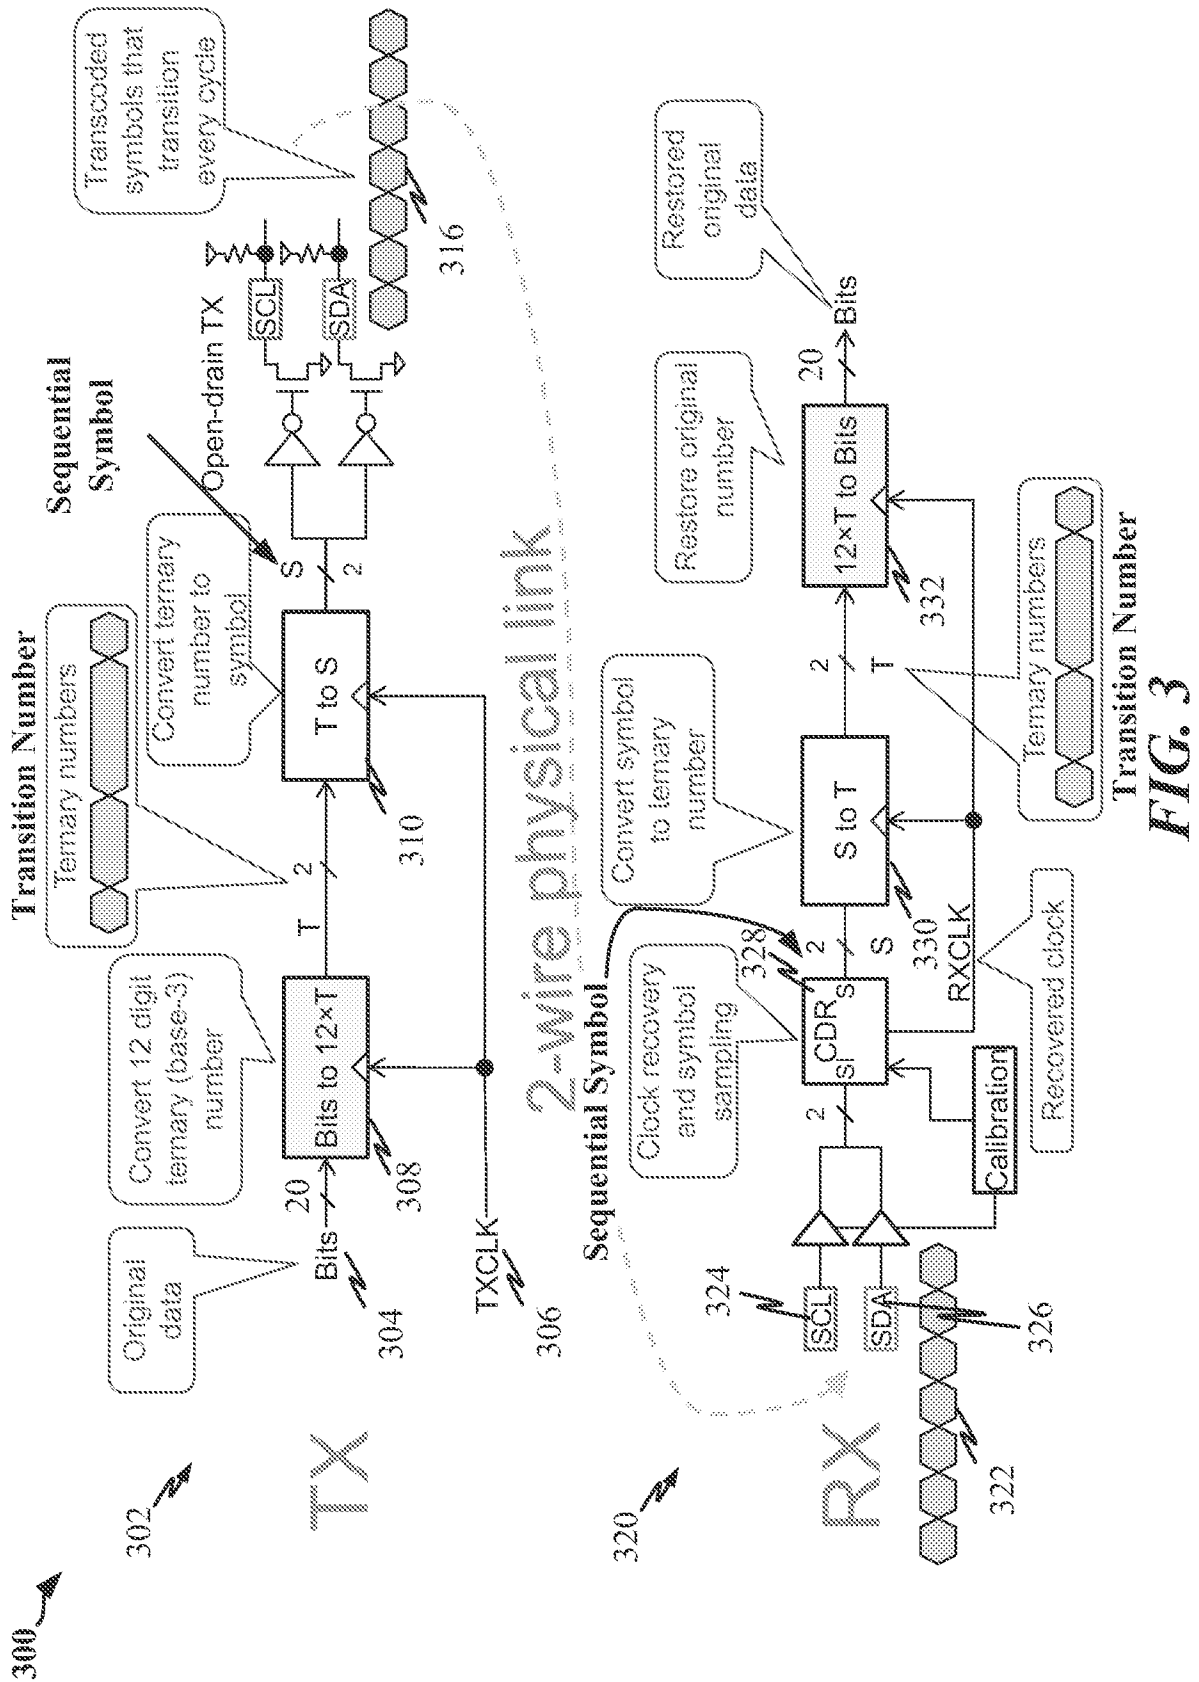 300
302
TX
Original
data
Bits
304
20
Convert 12 digit
ternary (base-3)
number
Bits to 12×T
308
TXCLK
306
Transition Number
Ternary numbers
T
2
Convert ternary
number to
symbol
T to S
310
Sequential
Symbol
S
2
Open-drain TX
SCL
SDA
Transcoded
symbols that
transition
every cycle
316
2-wire physical link
320
RX
322
324
SCL
SDA
326
Sequential Symbol
Clock recovery
and symbol
sampling
2
SI
CDR
S
328
Calibration
2
S
RXCLK
Recovered clock
Convert symbol
to ternary
number
S to T
330
2
T
Ternary numbers
Transition Number
Restore original
number
12×T to Bits
332
20
Bits
Restored
original
data
FIG. 3